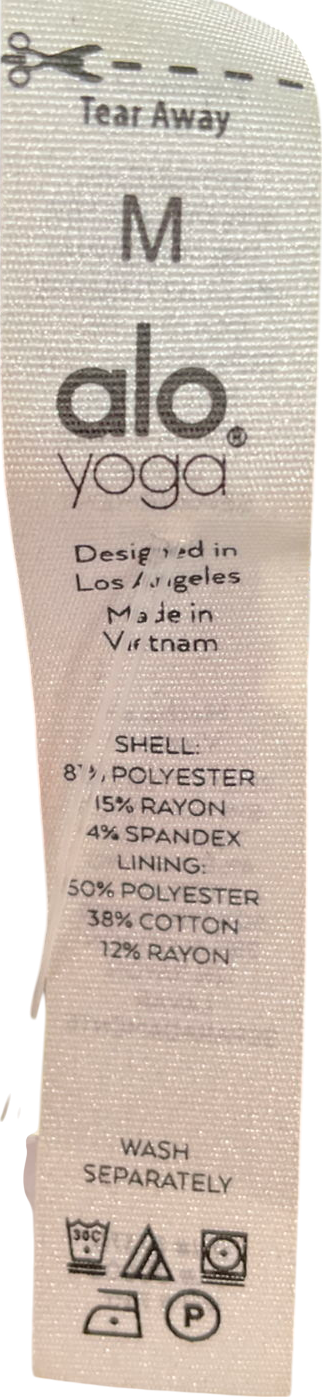 Tear Away
M
alo®
yoga
Designed in
Los Angeles
Made in
Vietnam
SHELL:
81% POLYESTER
15% RAYON
4% SPANDEX
LINING:
50% POLYESTER
38% COTTON
12% RAYON
WASH
SEPARATELY
30C
P